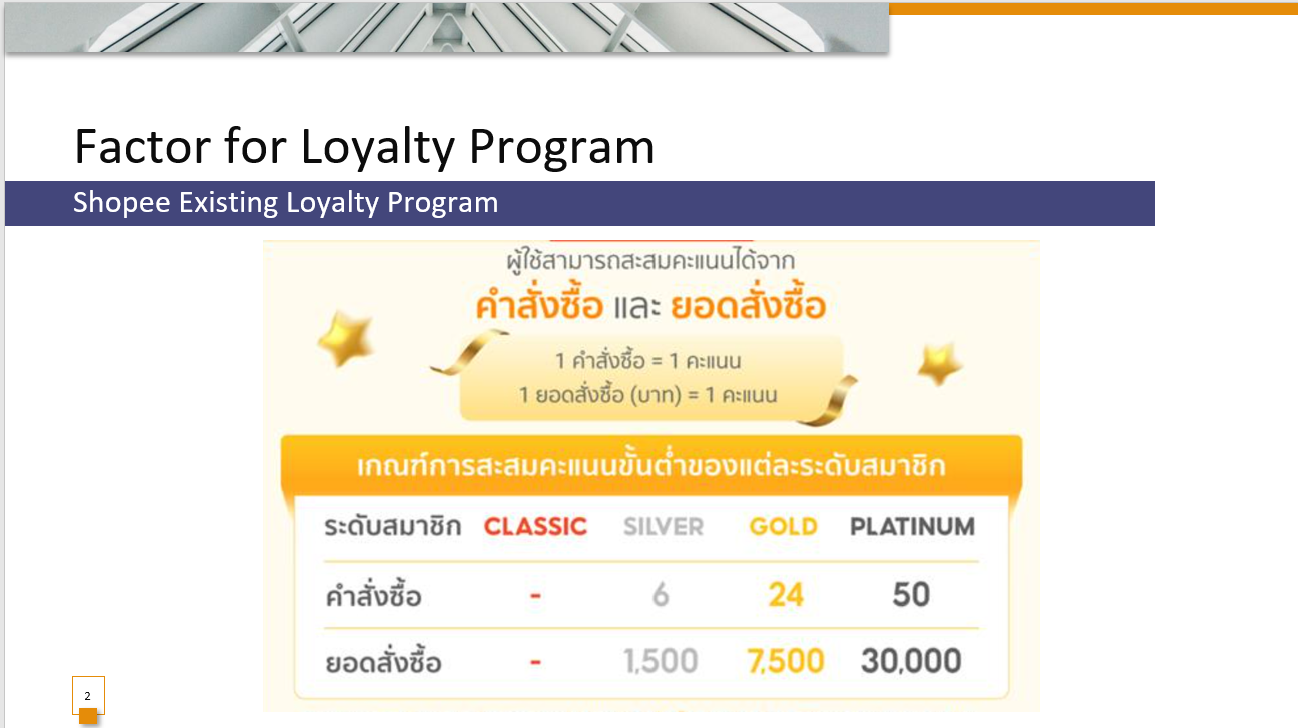 Factor for Loyalty Program
Shopee Existing Loyalty Program
ผู้ใช้สามารถสะสมคะแนนได้จาก
คำสั่งซื้อ และ ยอดสั่งซื้อ
1 คำสั่งซื้อ = 1 คะแนน
1 ยอดสั่งซื้อ (บาท) = 1 คะแนน
เกณฑ์การสะสมคะแนนขั้นต่ำของแต่ละระดับสมาชิก
ระดับสมาชิก CLASSIC SILVER GOLD PLATINUM
คำสั่งซื้อ - 6 24 50
ยอดสั่งซื้อ - 1,500 7,500 30,000
2